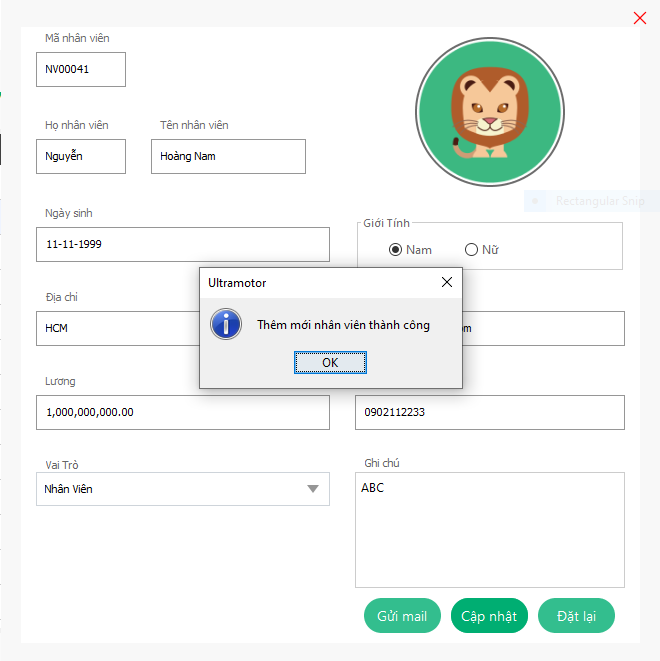 Mã nhân viên
NV00041
Họ nhân viên
Tên nhân viên
Nguyễn
Hoàng Nam
Rectangular Snip
Ngày sinh
Giới Tính
11-11-1999
Nam
Nữ
Ultramotor
Địa chỉ
Thêm mới nhân viên thành công
HCM
om
OK
Lương
1,000,000,000.00
0902112233
Vai Trò
Ghi chú
Nhân Viên
ABC
Gửi mail
Cập nhật
Đặt lại